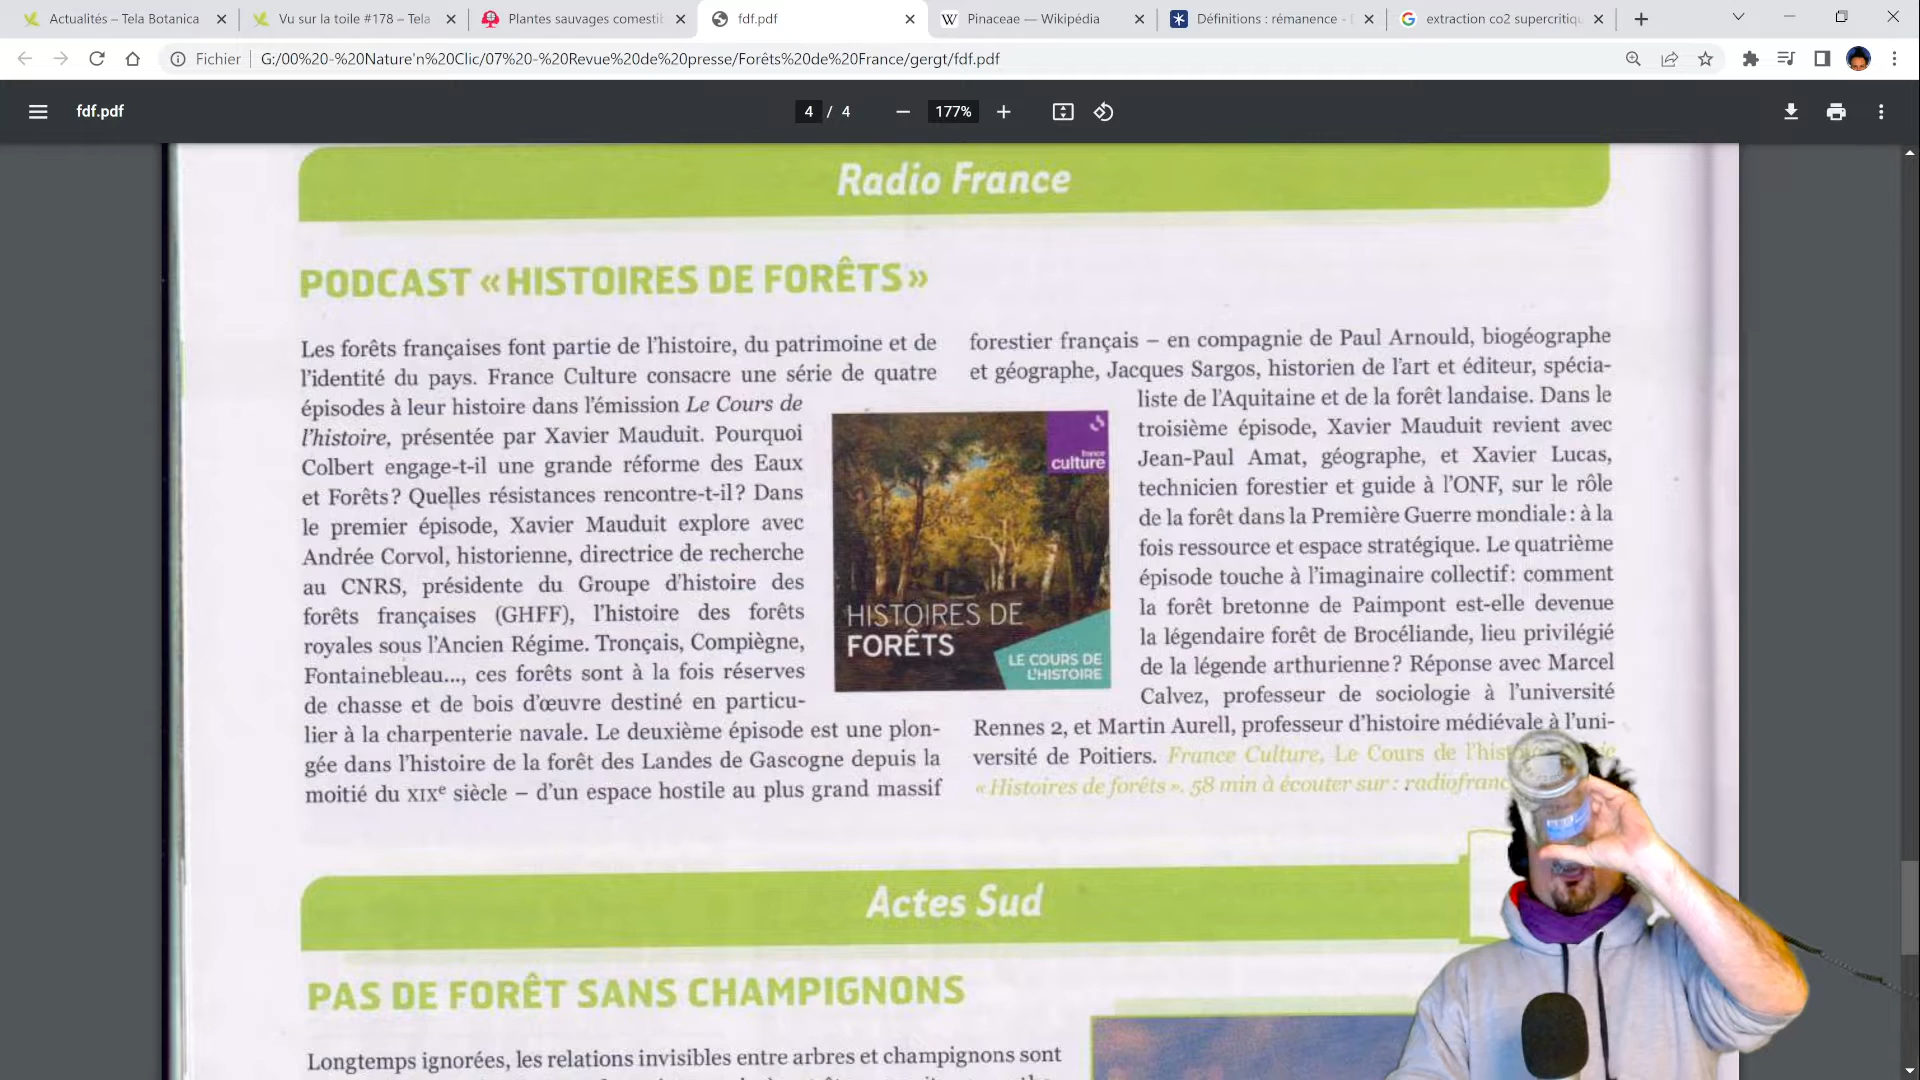 Actualités – Tela Botanica
Vu sur la toile #178 – Tela
Plantes sauvages comesti
fdf.pdf
Pinaceae — Wikipédia
Définitions : rémanence -
extraction co2 supercritiqu
Fichier
G:/00%20-%20Nature'n%20Clic/07%20-%20Revue%20de%20presse/Forêts%20de%20France/gergt/fdf.pdf
fdf.pdf
4 / 4
177%
Radio France
PODCAST « HISTOIRES DE FORÊTS »
Les forêts françaises font partie de l'histoire, du patrimoine et de
l'identité du pays. France Culture consacre une série de quatre
épisodes à leur histoire dans l'émission Le Cours de
l'histoire, présentée par Xavier Mauduit. Pourquoi
Colbert engage-t-il une grande réforme des Eaux
et Forêts? Quelles résistances rencontre-t-il? Dans
le premier épisode, Xavier Mauduit explore avec
Andrée Corvol, historienne, directrice de recherche
au CNRS, présidente du Groupe d'histoire des
forêts françaises (GHFF), l'histoire des forêts
royales sous l'Ancien Régime. Tronçais, Compiègne,
Fontainebleau..., ces forêts sont à la fois réserves
de chasse et de bois d'œuvre destiné en particu-
lier à la charpenterie navale. Le deuxième épisode est une plon-
gée dans l'histoire de la forêt des Landes de Gascogne depuis la
moitié du XIXe siècle – d'un espace hostile au plus grand massif
forestier français – en compagnie de Paul Arnould, biogéographe
et géographe, Jacques Sargos, historien de l'art et éditeur, spécia-
liste de l'Aquitaine et de la forêt landaise. Dans le
troisième épisode, Xavier Mauduit revient avec
Jean-Paul Amat, géographe, et Xavier Lucas,
technicien forestier et guide à l'ONF, sur le rôle
de la forêt dans la Première Guerre mondiale : à la
fois ressource et espace stratégique. Le quatrième
épisode touche à l'imaginaire collectif : comment
la forêt bretonne de Paimpont est-elle devenue
la légendaire forêt de Brocéliande, lieu privilégié
de la légende arthurienne? Réponse avec Marcel
Calvez, professeur de sociologie à l'université
Rennes 2, et Martin Aurell, professeur d'histoire médiévale à l'uni-
versité de Poitiers. France Culture, Le Cours de l'histo
« Histoires de forêts ». 58 min à écouter sur : radiofranc
france
culture
HISTOIRES DE
FORÊTS
LE COURS DE
L'HISTOIRE
Actes Sud
PAS DE FORÊT SANS CHAMPIGNONS
Longtemps ignorées, les relations invisibles entre arbres et champignons sont